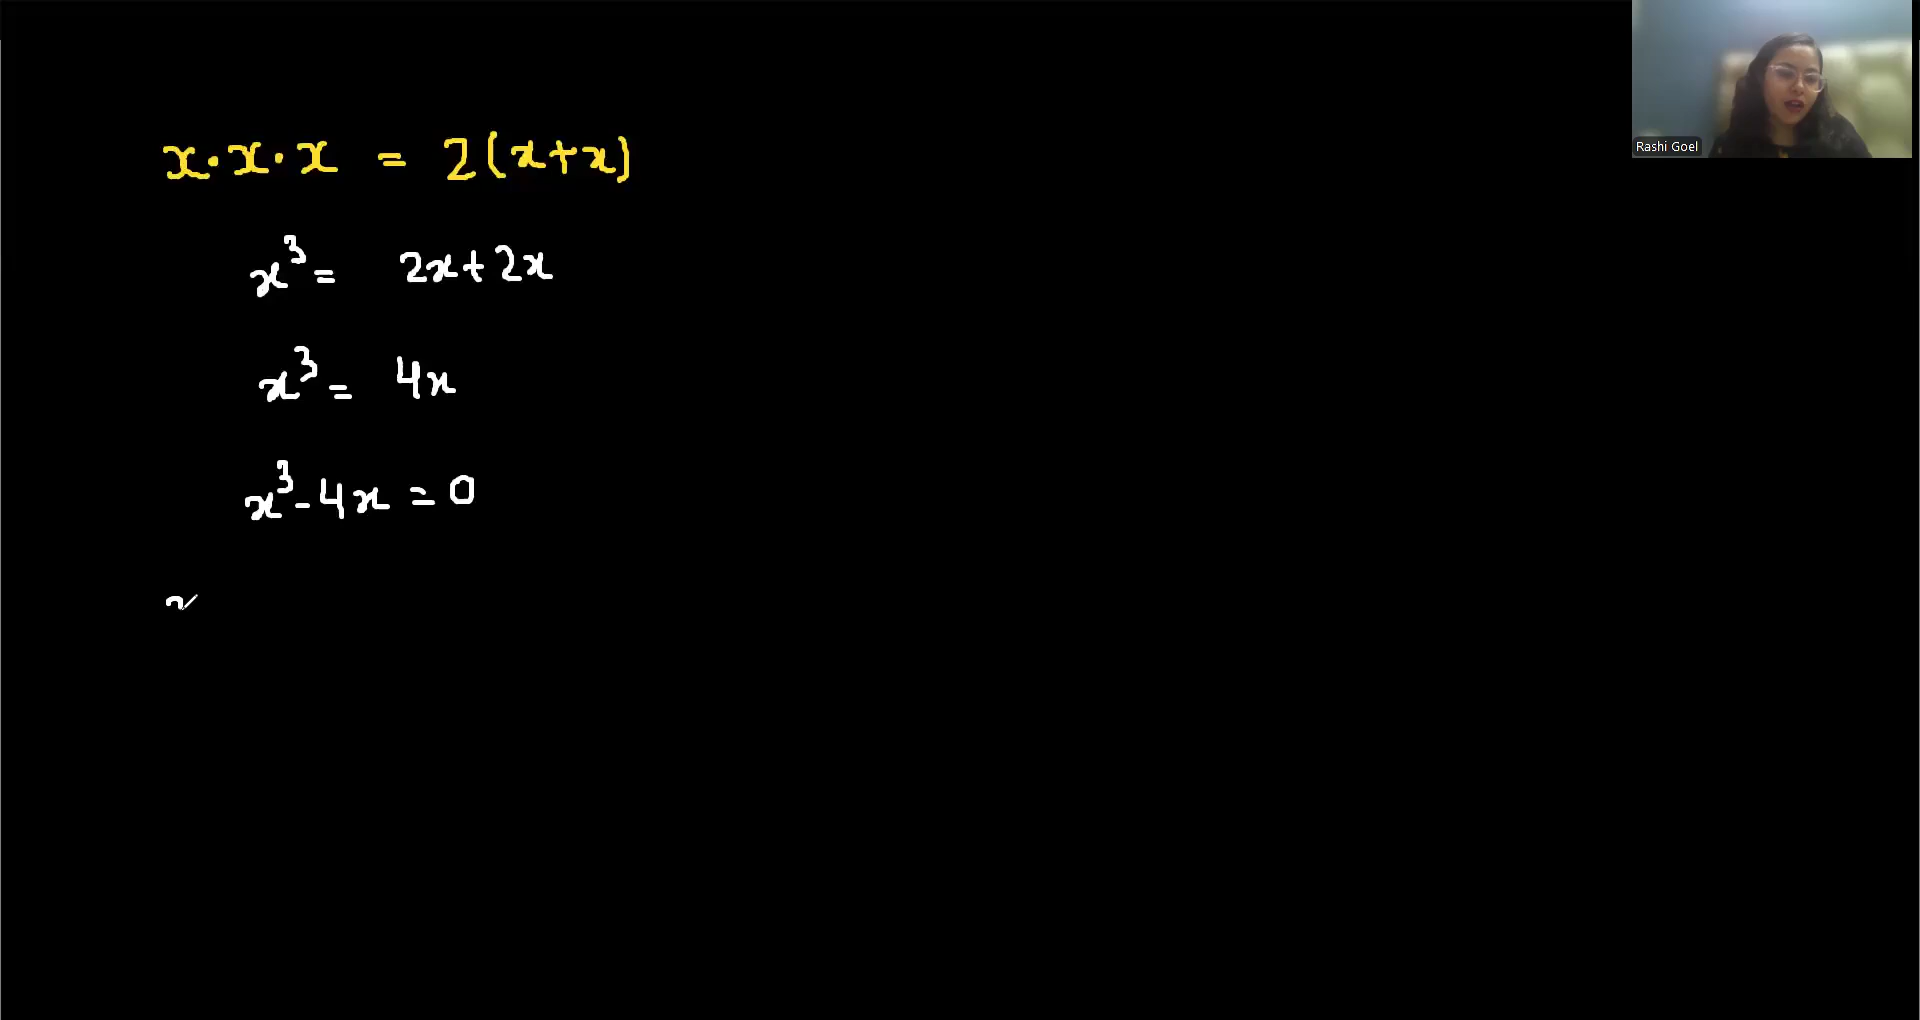 x·x·x = 2(x+x)
x³ = 2x+2x
x³ = 4x
x³-4x = 0
Rashi Goel